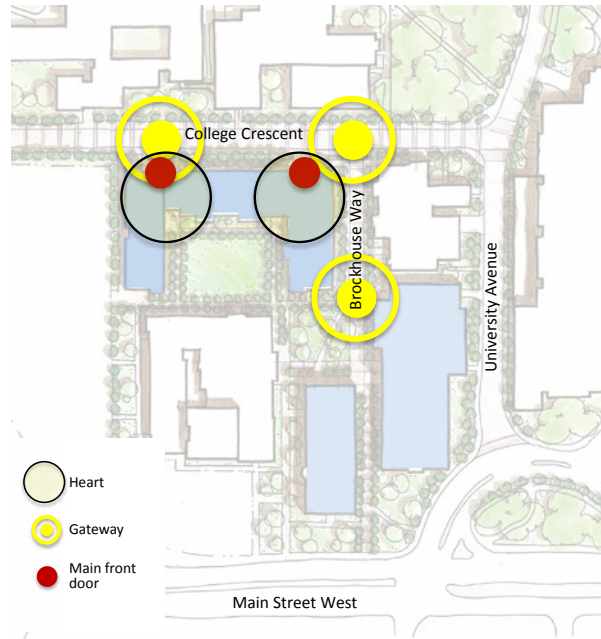 College Crescent
Brockhouse Way
University Avenue
Heart
Gateway
Main front
door
Main Street West